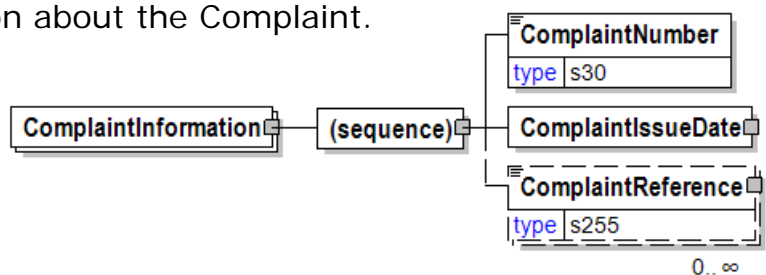 on about the Complaint.
ComplaintNumber
type s30
ComplaintInformation
(sequence)
ComplaintIssueDate
ComplaintReference
type s255
0.. ∞